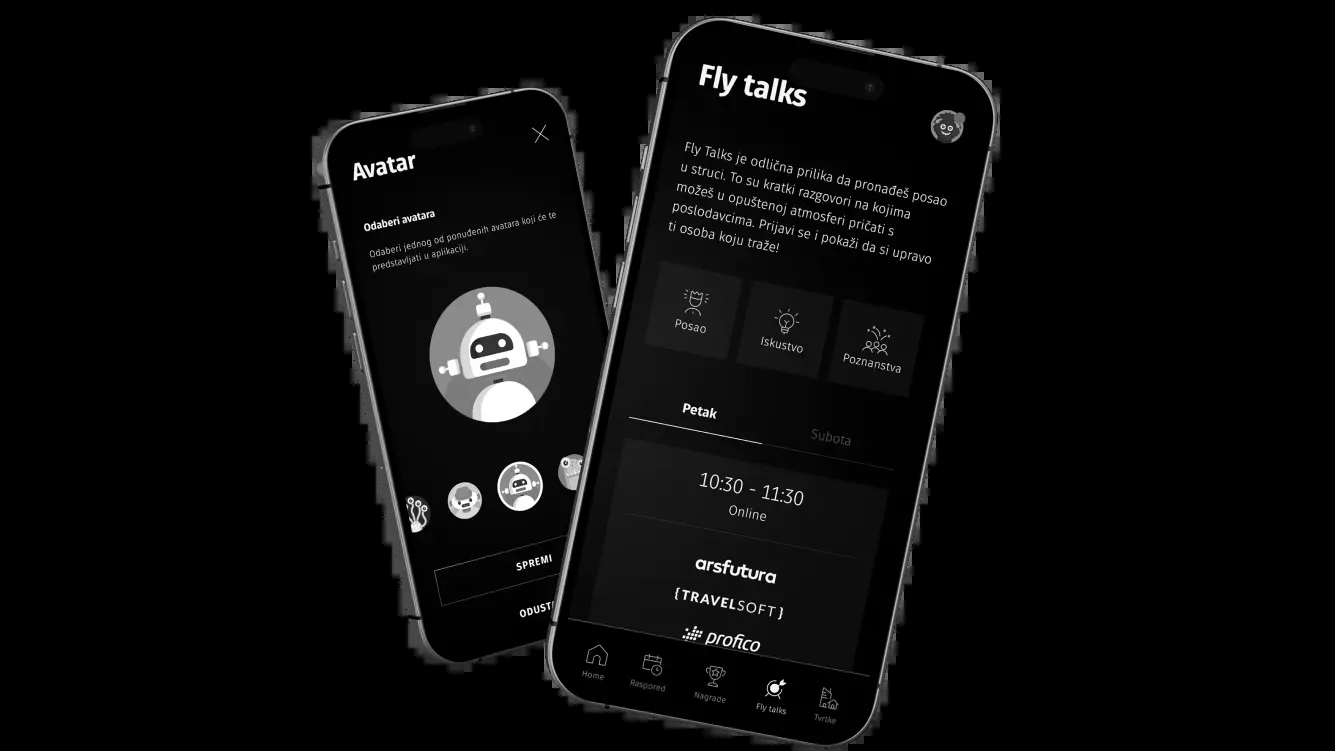 Avatar
Odaberi avatara
Odaberi jednog od ponuđenih avatara koji će te
predstavljati u aplikaciji.
SPREMI
Fly talks
Fly Talks je odlična prilika da pronađeš posao
u struci. To su kratki razgovori na kojima
možeš u opuštenoj atmosferi pričati s
poslodavcima. Prijavi se i pokaži da si upravo
ti osoba koju traže!
Posao
Iskustvo
Poznanstva
Petak
Subota
10:30 - 11:30
Online
arsfutura
{TRAVELSOFT}
profico
Home
Raspored
Nagrade
Fly talks
Tvrtke